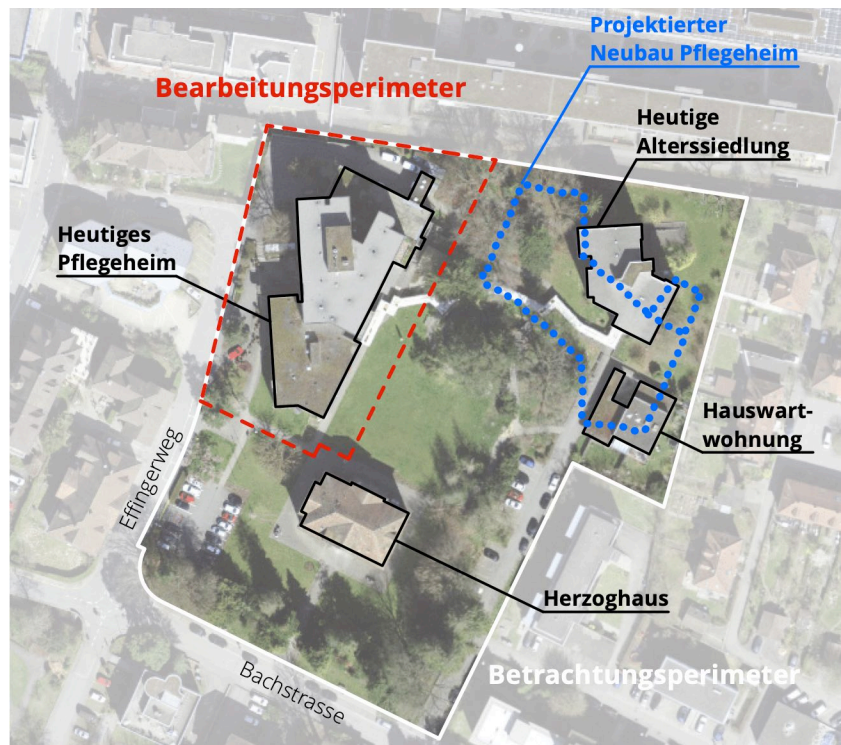 Projektierter
Neubau Pflegeheim
Bearbeitungsperimeter
Heutige
Alterssiedlung
Heutiges
Pflegeheim
Hauswart-
wohnung
Effingerweg
Herzoghaus
Betrachtungsperimeter
Bachstrasse